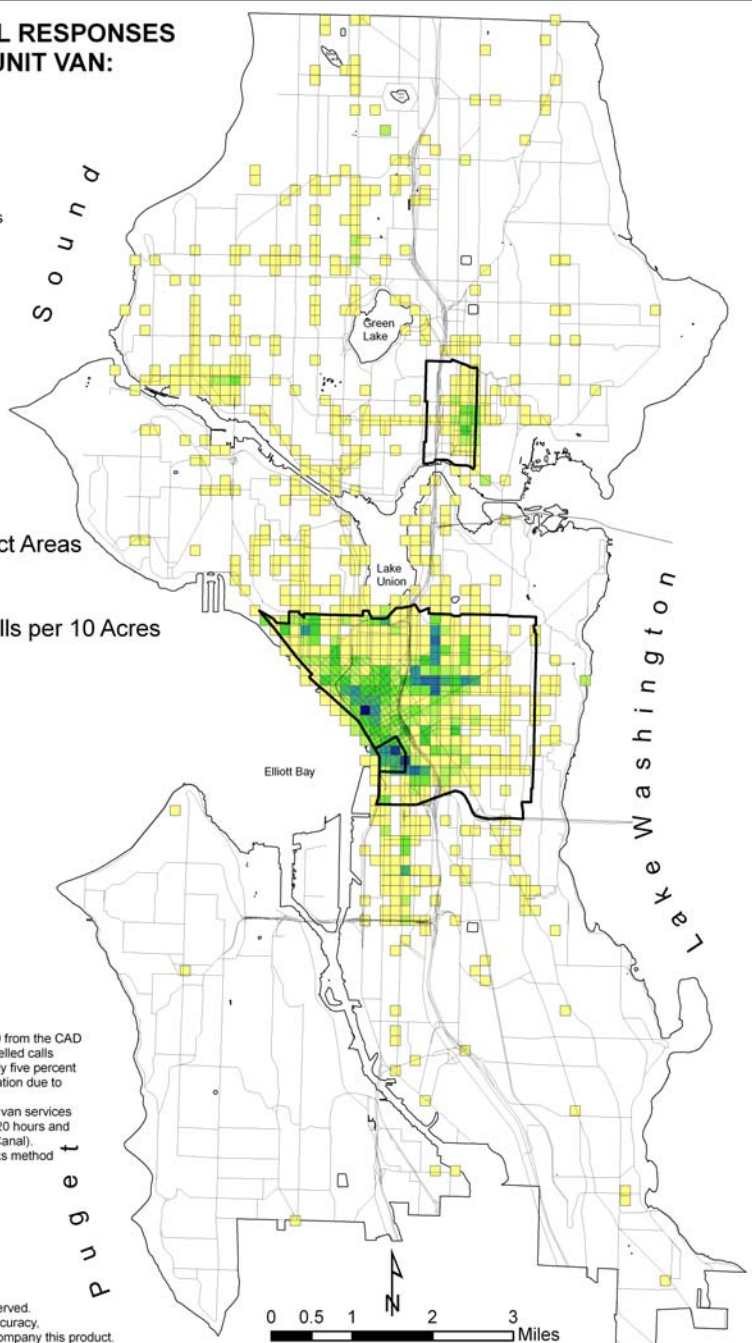 L RESPONSES
UNIT VAN:
s
Sound
Green
Lake
ct Areas
Lake
Union
lls per 10 Acres
Elliott Bay
Lake Washington
0 from the CAD
elled calls
y five percent
ation due to
van services
20 hours and
Canal).
ks method
Puget
erved.
curacy,
ompany this product.
N
0 0.5 1 2 3
Miles